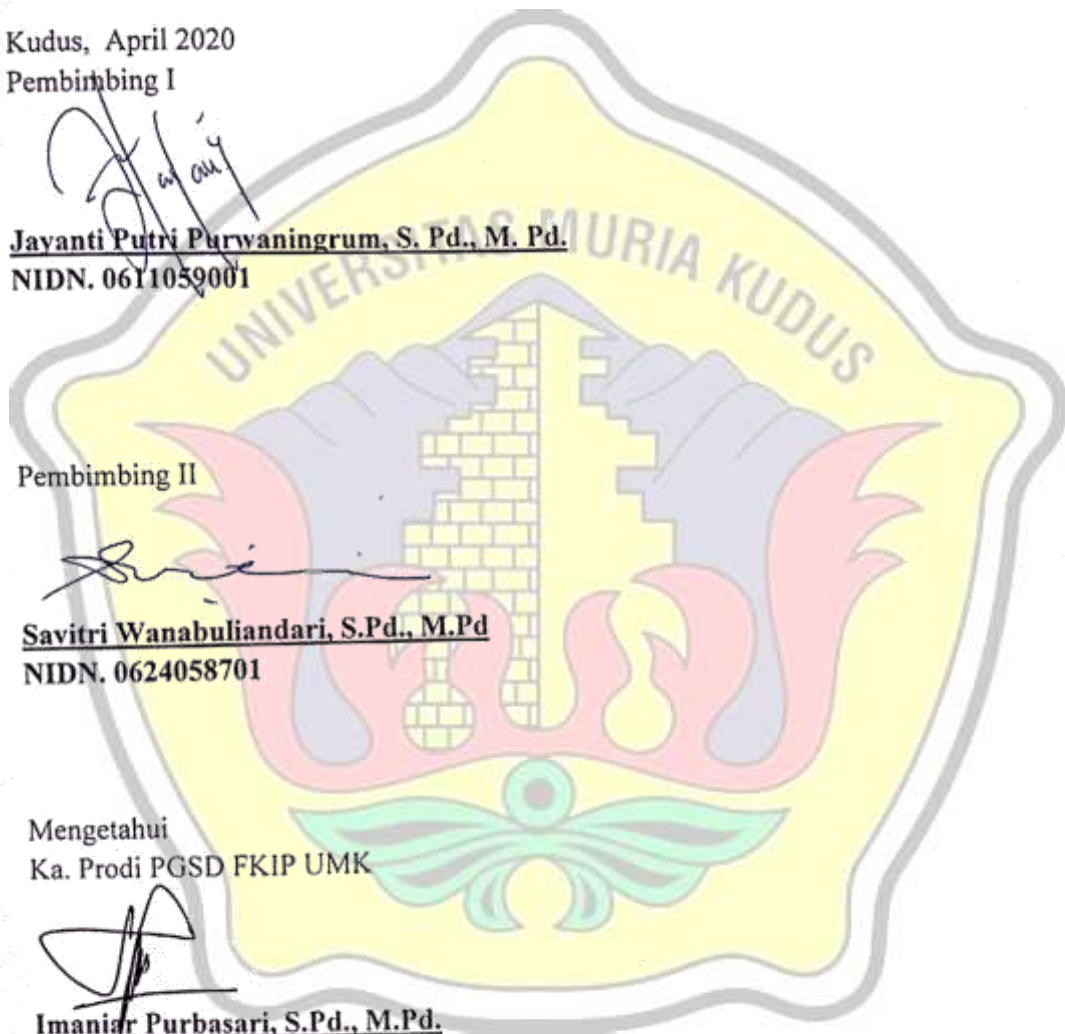 Kudus, April 2020
Pembimbing I
Jayanti Putri Purwaningrum, S. Pd., M. Pd.
NIDN. 0611059001
UNIVERSITAS MURIA KUDUS
Pembimbing II
Savitri Wanabuliandari, S.Pd., M.Pd
NIDN. 0624058701
Mengetahui
Ka. Prodi PGSD FKIP UMK
Imaniar Purbasari, S.Pd., M.Pd.